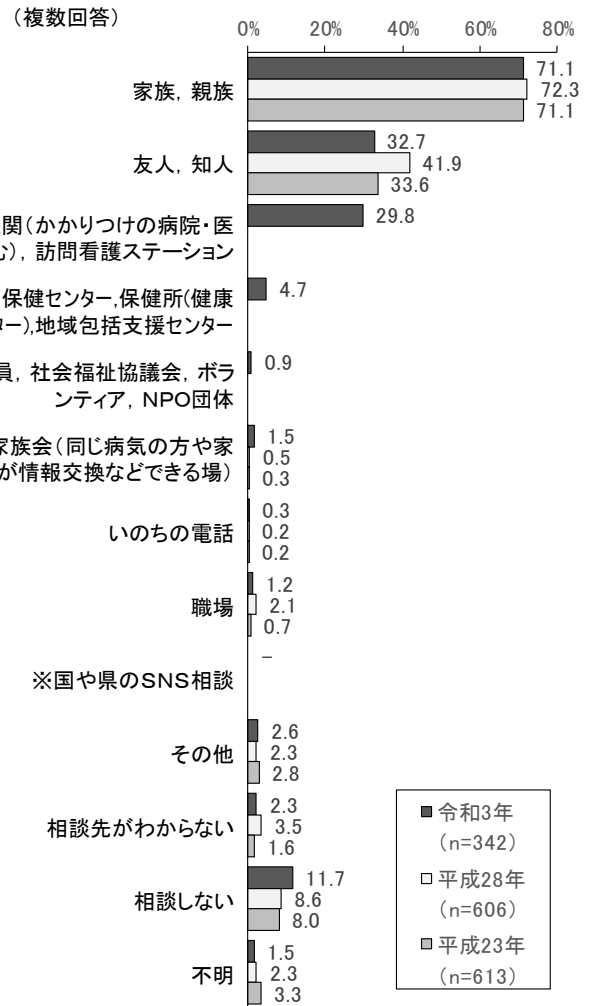 （複数回答）
0% 20% 40% 60% 80%
家族，親族
71.1
72.3
71.1
友人，知人
32.7
41.9
33.6
関（かかりつけの病院・医
む），訪問看護ステーション
29.8
保健センター,保健所(健康
ター),地域包括支援センター
4.7
員，社会福祉協議会，ボラ
ンティア，NPO団体
0.9
家族会（同じ病気の方や家
が情報交換などできる場）
1.5
0.5
0.3
いのちの電話
0.3
0.2
0.2
職場
1.2
2.1
0.7
※国や県のSNS相談
－
その他
2.6
2.3
2.8
相談先がわからない
2.3
3.5
1.6
相談しない
11.7
8.6
8.0
不明
1.5
2.3
3.3
令和3年
（n=342）
平成28年
（n=606）
平成23年
（n=613）